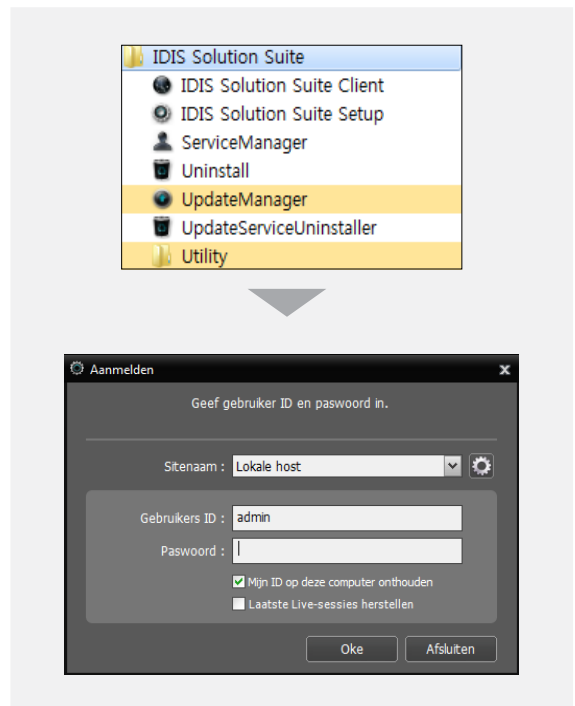 IDIS Solution Suite
IDIS Solution Suite Client
IDIS Solution Suite Setup
ServiceManager
Uninstall
UpdateManager
UpdateServiceUninstaller
Utility
Aanmelden x
Geef gebruiker ID en paswoord in.
Sitenaam : Lokale host
Gebruikers ID : admin
Paswoord :
Mijn ID op deze computer onthouden
Laatste Live-sessies herstellen
Oke Afsluiten